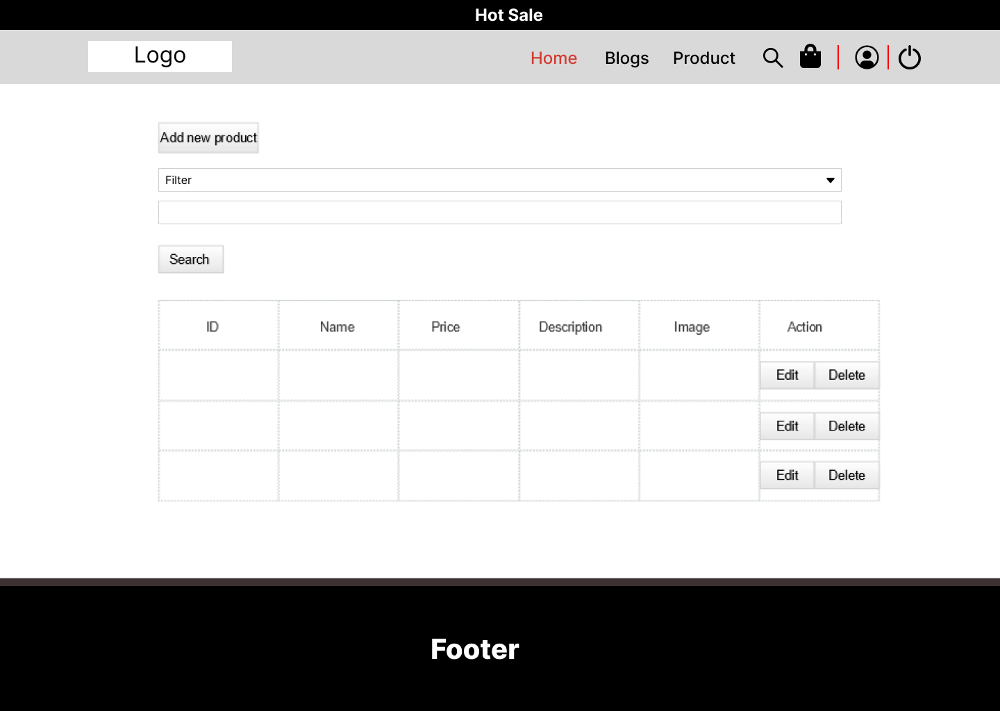 Hot Sale
Logo
Home Blogs Product
Add new product
Filter
Search
ID Name Price Description Image Action
Edit Delete
Edit Delete
Edit Delete
Footer